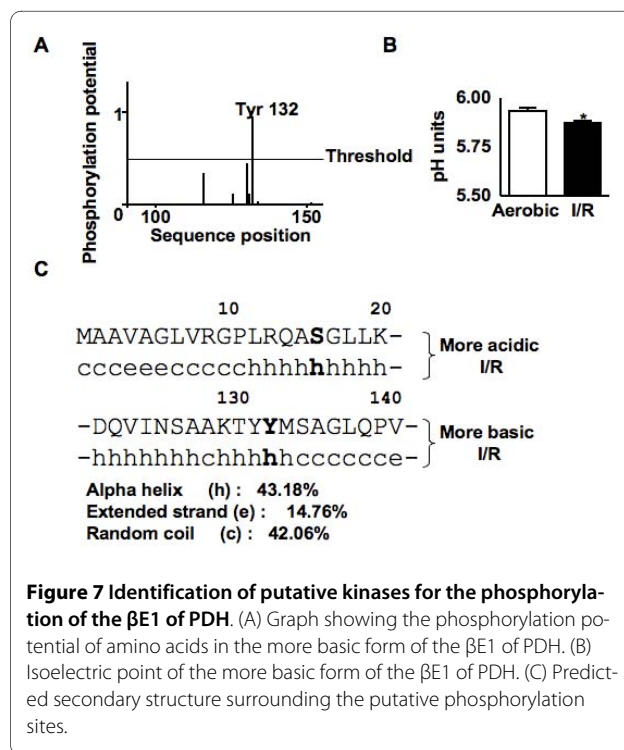 A
Phosphorylation potential
1
Tyr 132
Threshold
0 100 150
Sequence position
B
pH units
6.00
*
5.75
5.50
Aerobic I/R
C
10 20
MAAVAGLVRGPLRQASGLLK-
ccceeecccccchhhhhhhhh-
More acidic
I/R
130 140
-DQVINSAAKTYYMSAGLQPV-
-hhhhhhhchhhhhccccccce-
More basic
I/R
Alpha helix (h) : 43.18%
Extended strand (e) : 14.76%
Random coil (c) : 42.06%
Figure 7 Identification of putative kinases for the phosphoryla-
tion of the βE1 of PDH. (A) Graph showing the phosphorylation po-
tential of amino acids in the more basic form of the βE1 of PDH. (B)
Isoelectric point of the more basic form of the βE1 of PDH. (C) Predict-
ed secondary structure surrounding the putative phosphorylation
sites.